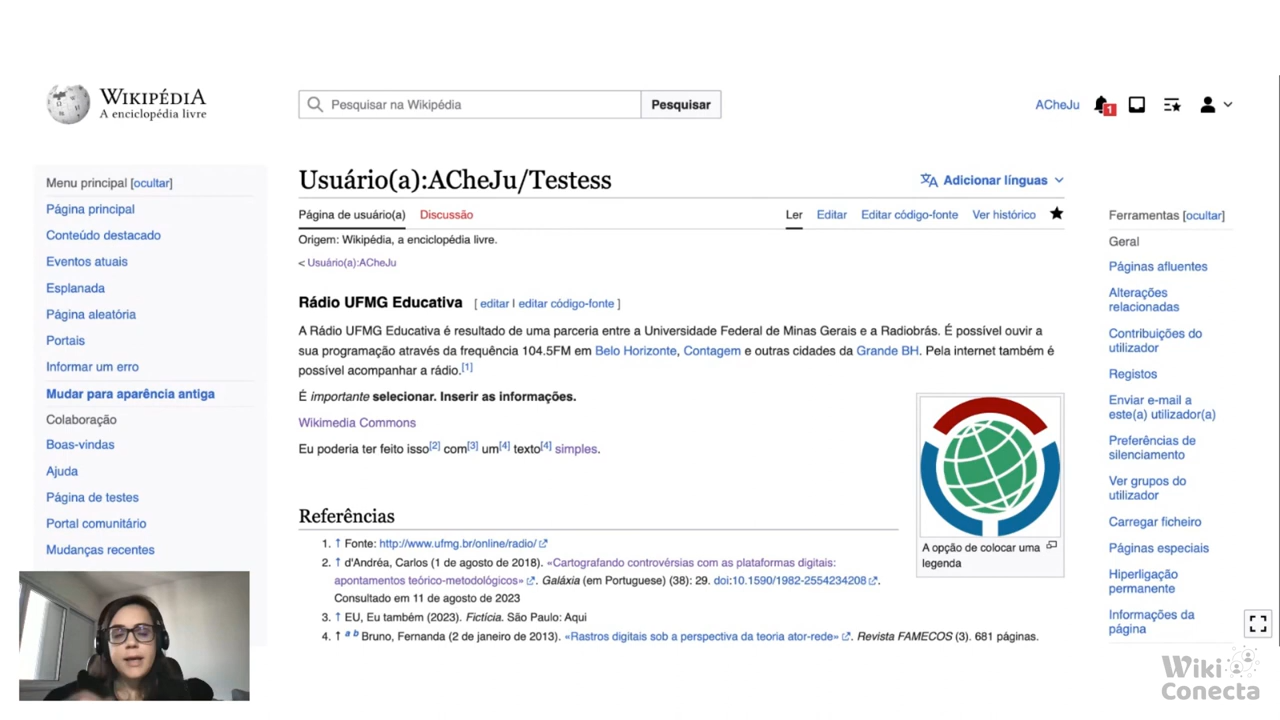 WIKIPÉDIA
A enciclopédia livre
Pesquisar na Wikipédia
Pesquisar
ACheJu
1
Menu principal [ocultar]
Página principal
Conteúdo destacado
Eventos atuais
Esplanada
Página aleatória
Portais
Informar um erro
Mudar para aparência antiga
Colaboração
Boas-vindas
Ajuda
Página de testes
Portal comunitário
Mudanças recentes
Usuário(a):ACheJu/Testess
Adicionar línguas
Página de usuário(a) Discussão
Ler Editar Editar código-fonte Ver histórico
Origem: Wikipédia, a enciclopédia livre.
< Usuário(a):ACheJu
Rádio UFMG Educativa [ editar | editar código-fonte ]
A Rádio UFMG Educativa é resultado de uma parceria entre a Universidade Federal de Minas Gerais e a Radiobrás. É possível ouvir a
sua programação através da frequência 104.5FM em Belo Horizonte, Contagem e outras cidades da Grande BH. Pela internet também é
possível acompanhar a rádio.[1]
É importante selecionar. Inserir as informações.
Wikimedia Commons
Eu poderia ter feito isso[2] com[3] um[4] texto[4] simples.
A opção de colocar uma
legenda
Referências
1. ↑ Fonte: http://www.ufmg.br/online/radio/
2. ↑ d'Andréa, Carlos (1 de agosto de 2018). «Cartografando controvérsias com as plataformas digitais:
apontamentos teórico-metodológicos». Galáxia (em Portuguese) (38): 29. doi:10.1590/1982-2554234208.
Consultado em 11 de agosto de 2023
3. ↑ EU, Eu também (2023). Fictícia. São Paulo: Aqui
4. ↑ a b Bruno, Fernanda (2 de janeiro de 2013). «Rastros digitais sob a perspectiva da teoria ator-rede». Revista FAMECOS (3). 681 páginas.
Ferramentas [ocultar]
Geral
Páginas afluentes
Alterações
relacionadas
Contribuições do
utilizador
Registos
Enviar e-mail a
este(a) utilizador(a)
Preferências de
silenciamento
Ver grupos do
utilizador
Carregar ficheiro
Páginas especiais
Hiperligação
permanente
Informações da
página
Wiki
Conecta